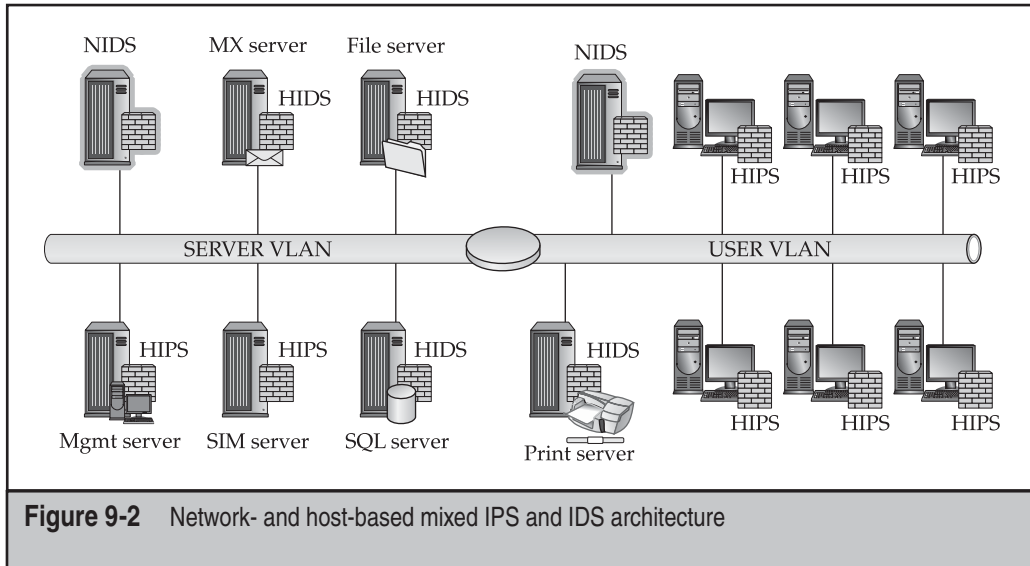 NIDS
MX server
File server
NIDS
HIDS
HIDS
HIPS
HIPS
HIPS
SERVER VLAN
USER VLAN
HIPS
HIPS
HIDS
HIDS
Mgmt server
SIM server
SQL server
Print server
HIPS
HIPS
HIPS
Figure 9-2 Network- and host-based mixed IPS and IDS architecture